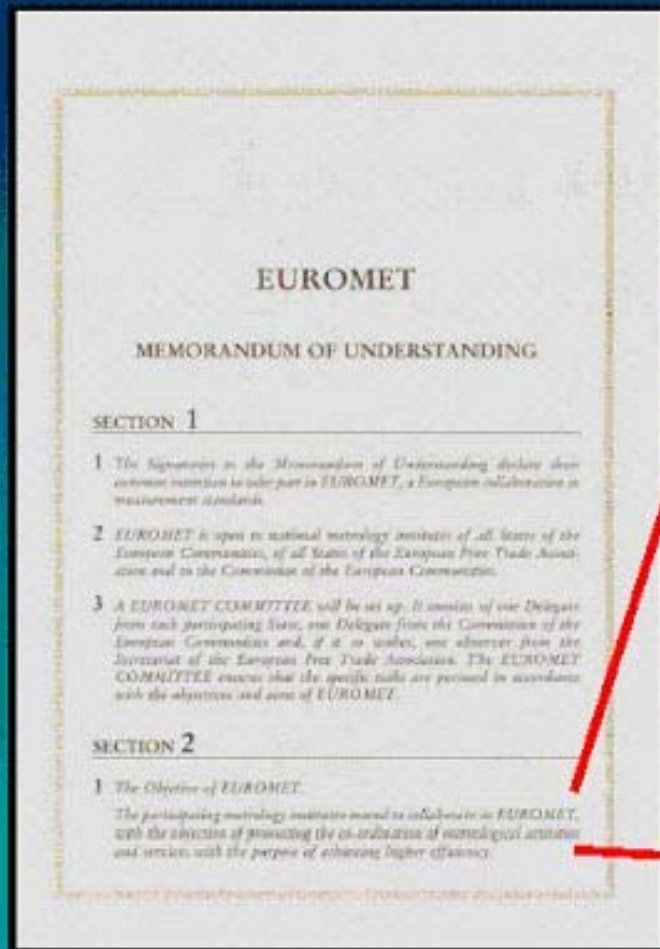 EUROMET
MEMORANDUM OF UNDERSTANDING
SECTION 1
1 The Signatories to the Memorandum of Understanding declare their
common intention to take part in EUROMET, a European collaboration in
measurement standards.
2 EUROMET is open to national metrology institutes of all States of the
European Communities, of all States of the European Free Trade Associ-
ation and to the Commission of the European Communities.
3 A EUROMET COMMITTEE will be set up. It consists of one Delegate
from each participating State, one Delegate from the Commission of the
European Communities and, if it so wishes, one observer from the
Secretariat of the European Free Trade Association. The EUROMET
COMMITTEE ensures that the specific tasks are pursued in accordance
with the objectives and aims of EUROMET.
SECTION 2
1 The Objective of EUROMET.
The participating metrology institutes intend to collaborate in EUROMET,
with the objective of promoting the co-ordination of metrological activities
and services with the purpose of achieving higher efficiency.